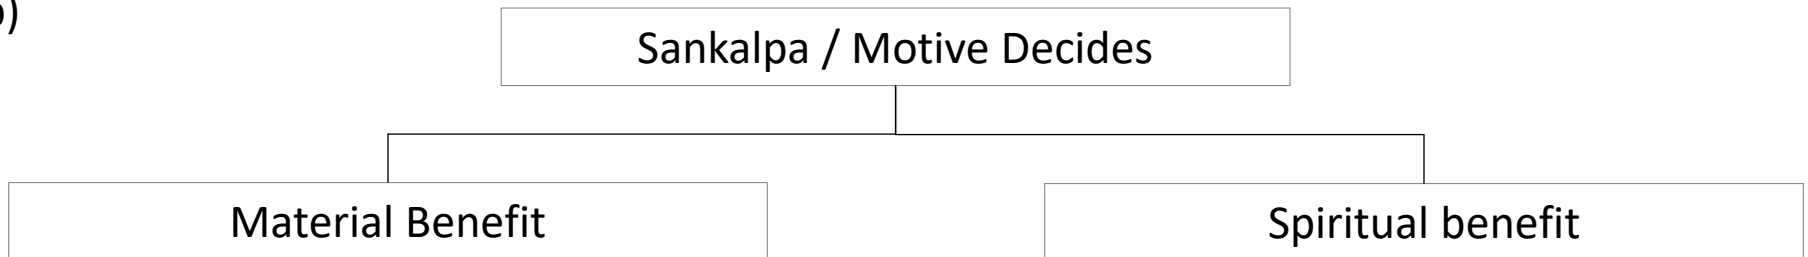 Sankalpa / Motive Decides
Material Benefit
Spiritual benefit